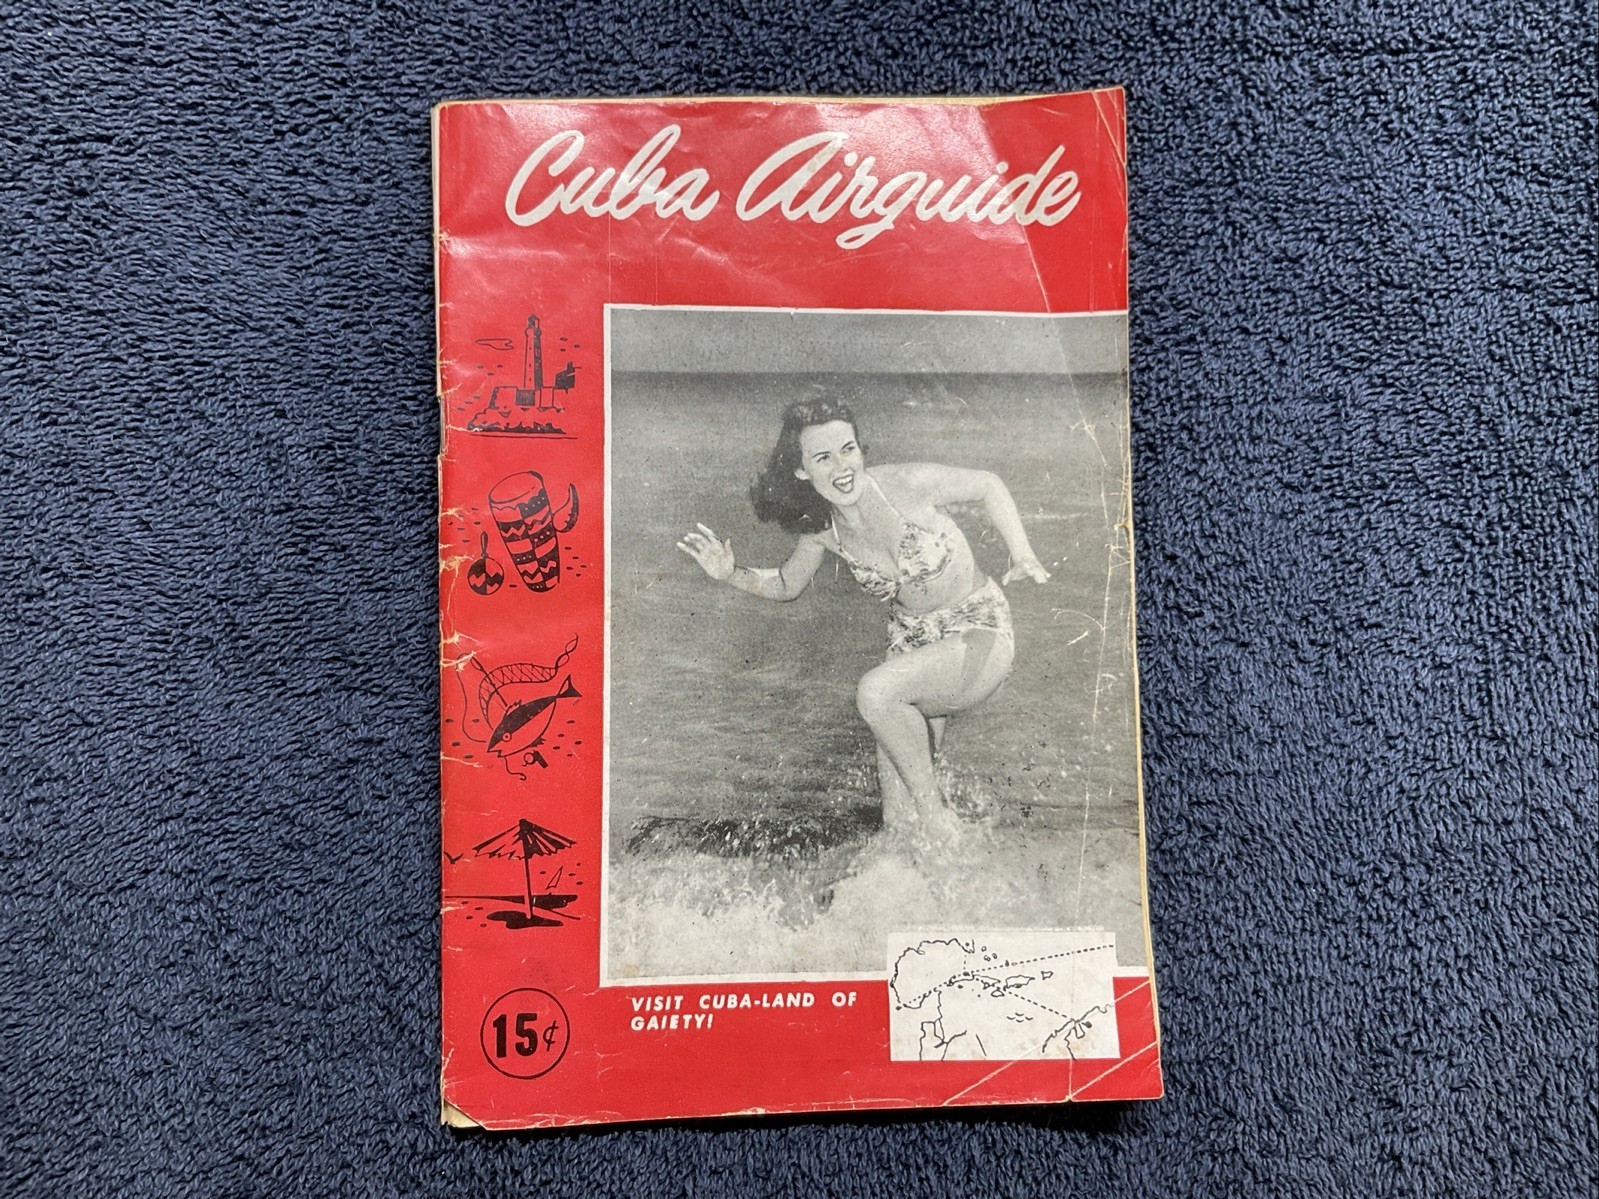 Cuba Airguide
VISIT CUBA-LAND OF
GAIETY!
15¢